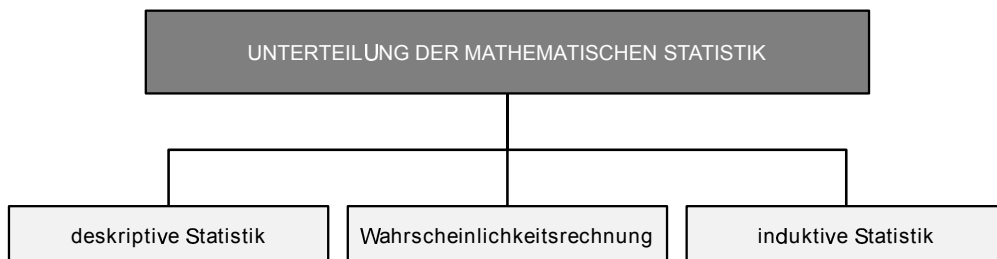 UNTERTEILUNG DER MATHEMATISCHEN STATISTIK
deskriptive Statistik
Wahrscheinlichkeitsrechnung
induktive Statistik